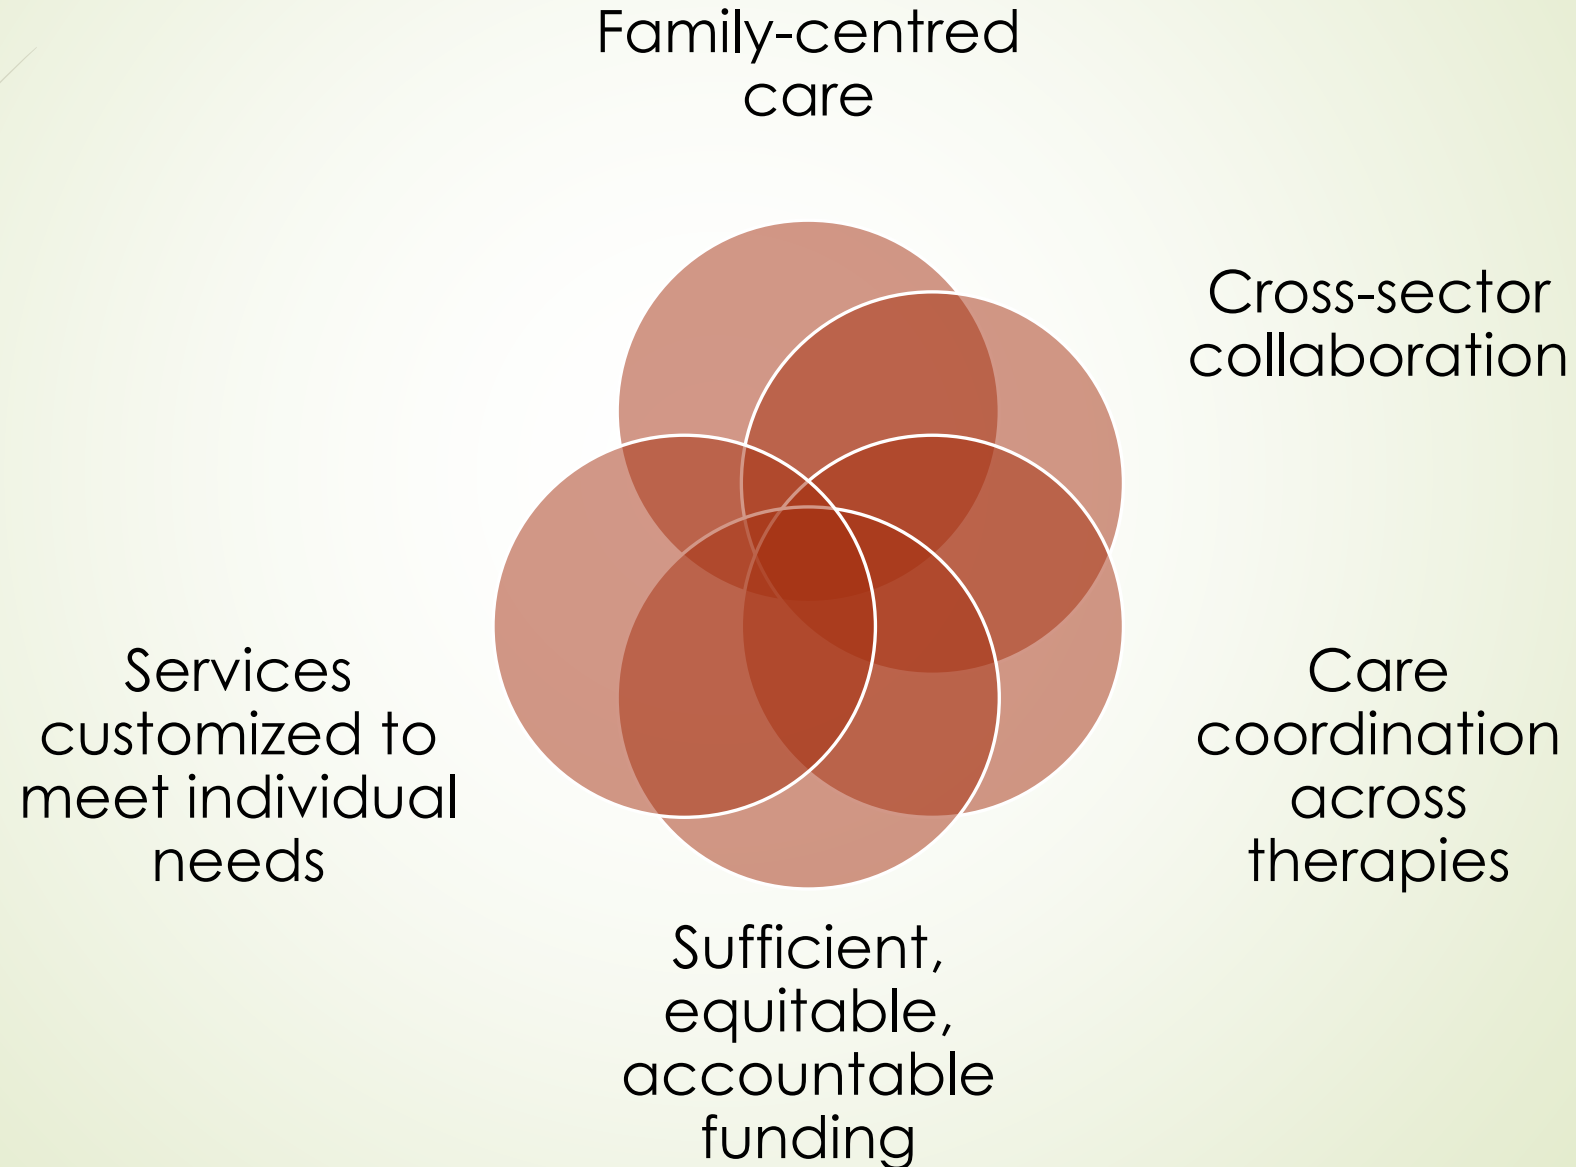 Family-centred
care
Cross-sector
collaboration
Care
coordination
across
therapies
Sufficient,
equitable,
accountable
funding
Services
customized to
meet individual
needs